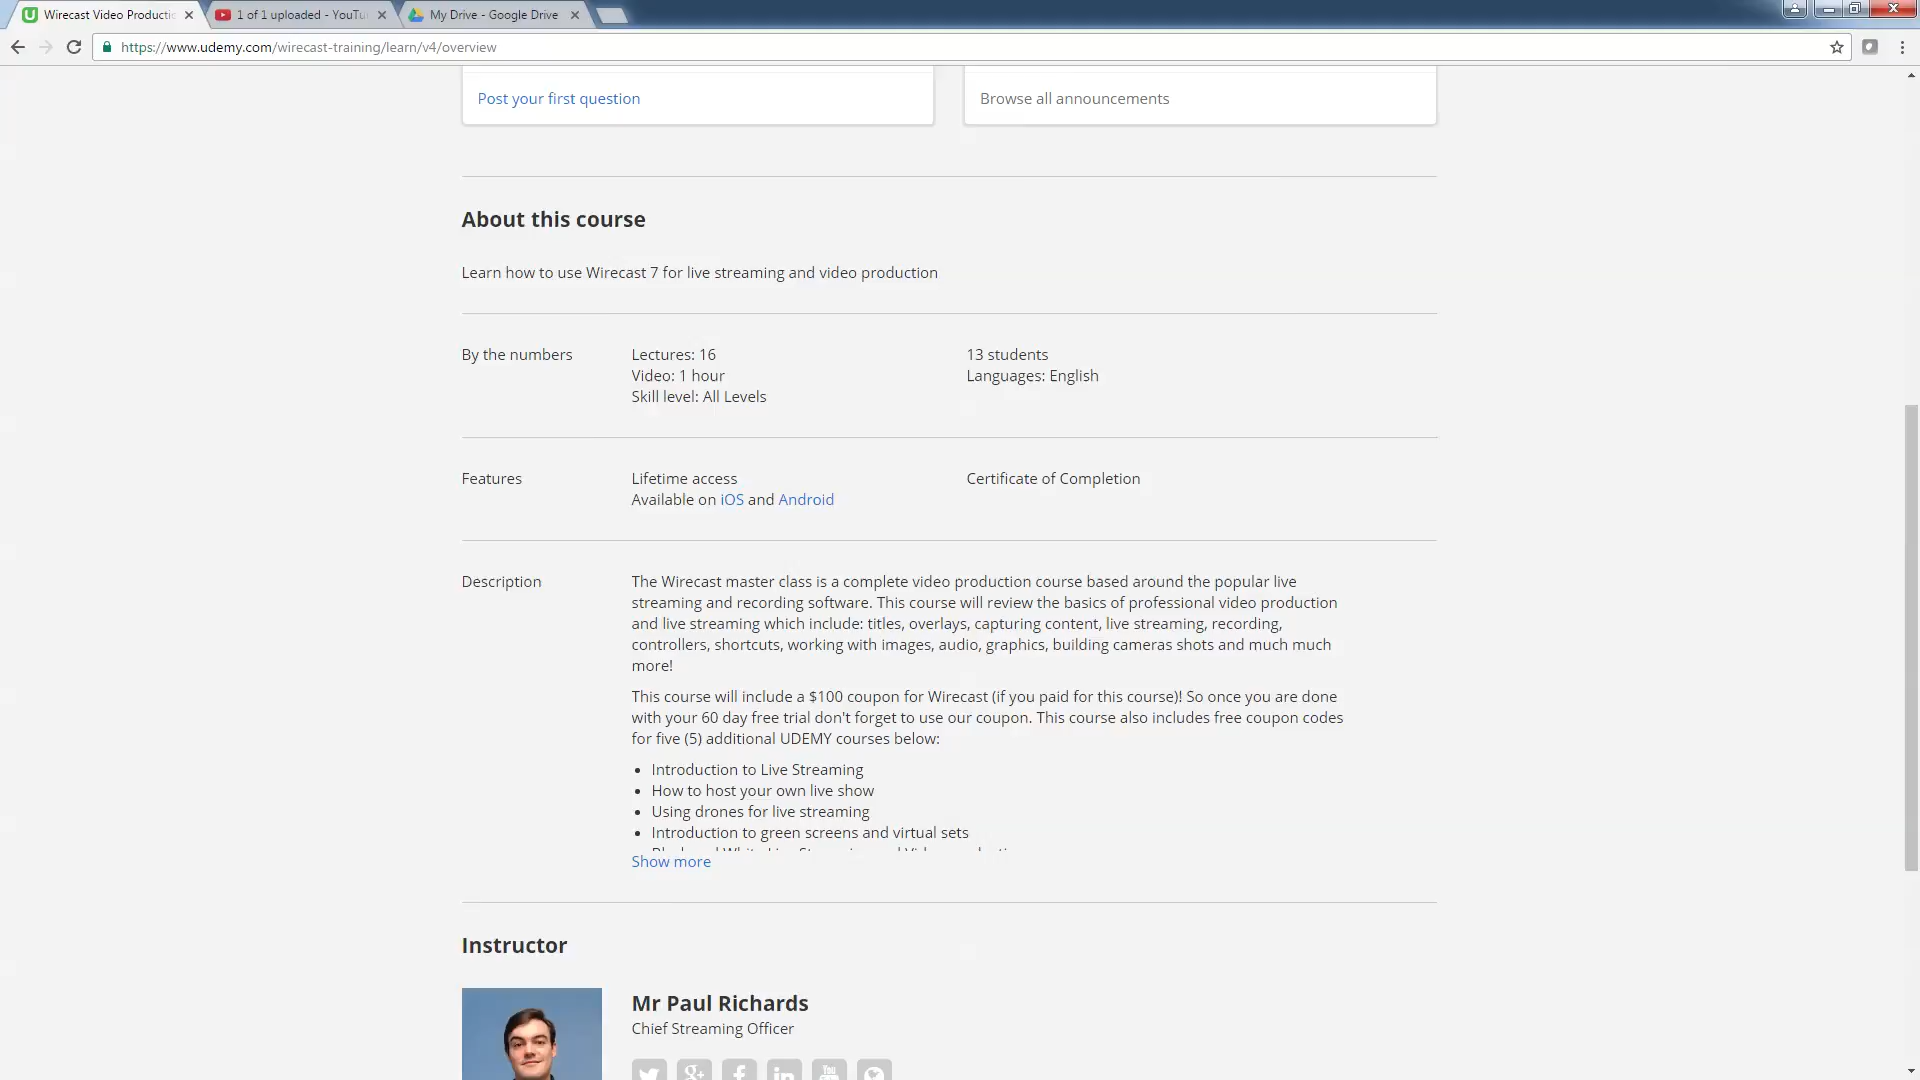 Wirecast Video Productio
1 of 1 uploaded - YouTu
My Drive - Google Drive
https://www.udemy.com/wirecast-training/learn/v4/overview
Post your first question
Browse all announcements
About this course
Learn how to use Wirecast 7 for live streaming and video production
By the numbers
Lectures: 16
Video: 1 hour
Skill level: All Levels
13 students
Languages: English
Features
Lifetime access
Available on iOS and Android
Certificate of Completion
Description
The Wirecast master class is a complete video production course based around the popular live
streaming and recording software. This course will review the basics of professional video production
and live streaming which include: titles, overlays, capturing content, live streaming, recording,
controllers, shortcuts, working with images, audio, graphics, building cameras shots and much much
more!
This course will include a $100 coupon for Wirecast (if you paid for this course)! So once you are done
with your 60 day free trial don't forget to use our coupon. This course also includes free coupon codes
for five (5) additional UDEMY courses below:
• Introduction to Live Streaming
• How to host your own live show
• Using drones for live streaming
• Introduction to green screens and virtual sets
Show more
Instructor
Mr Paul Richards
Chief Streaming Officer